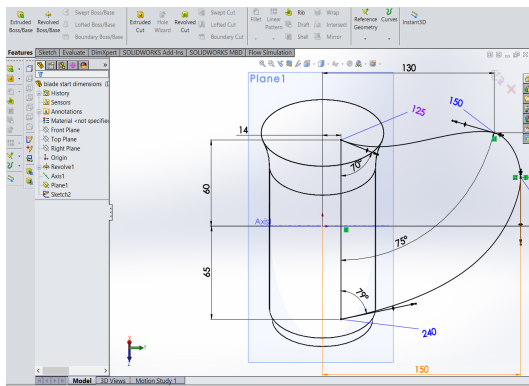 Extruded Boss/Base
Revolved Boss/Base
Swept Boss/Base
Lofted Boss/Base
Boundary Boss/Base
Extruded Cut
Hole Wizard
Revolved Cut
Swept Cut
Lofted Cut
Boundary Cut
Fillet
Linear Pattern
Rib
Draft
Shell
Wrap
Intersect
Mirror
Reference Geometry
Curves
Instant3D
Features Sketch Evaluate DimXpert SOLIDWORKS Add-Ins SOLIDWORKS MBD Flow Simulation
blade start dimensions
History
Sensors
Annotations
Material <not specifie
Front Plane
Top Plane
Right Plane
Origin
Revolve1
Axis1
Plane1
Sketch2
Plane1
130
150
125
14
70°
60
Axis1
75°
65
79°
240
150
Model 3D Views Motion Study 1